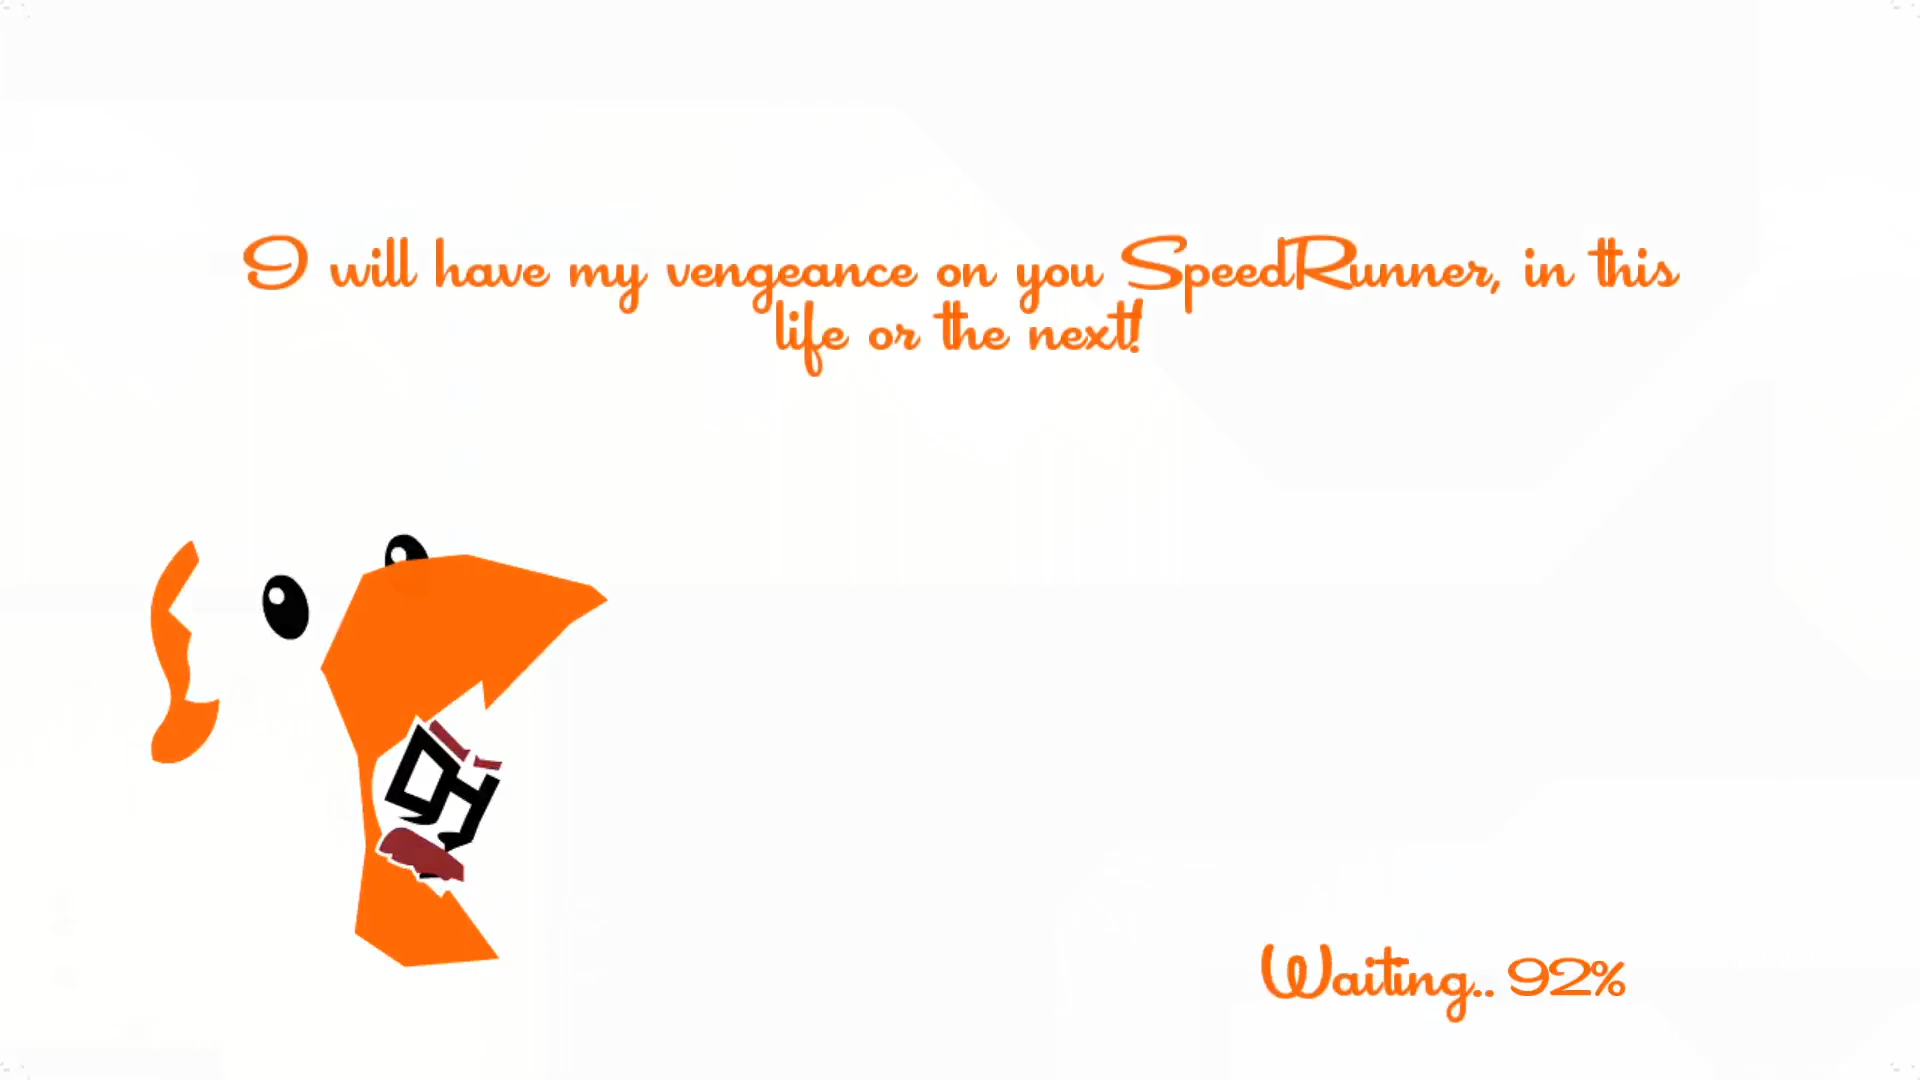 I will have my vengeance on you SpeedRunner, in this
life or the next!
Waiting.. 92%